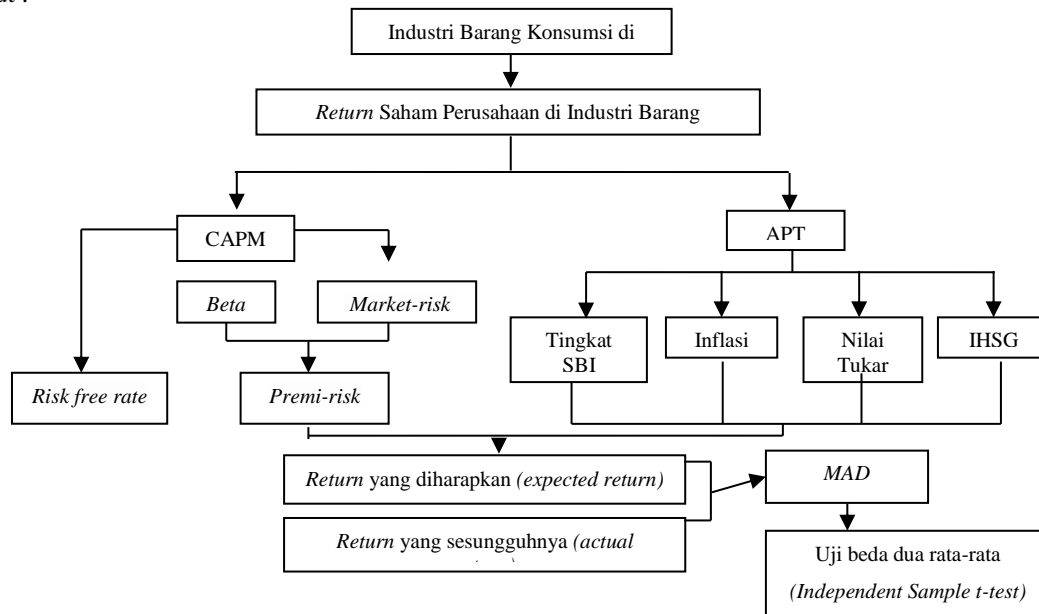 Industri Barang Konsumsi di
Return Saham Perusahaan di Industri Barang
CAPM
APT
Beta
Market-risk
Tingkat
SBI
Inflasi
Nilai
Tukar
IHSG
Risk free rate
Premi-risk
Return yang diharapkan (expected return)
MAD
Return yang sesungguhnya (actual
Uji beda dua rata-rata
(Independent Sample t-test)